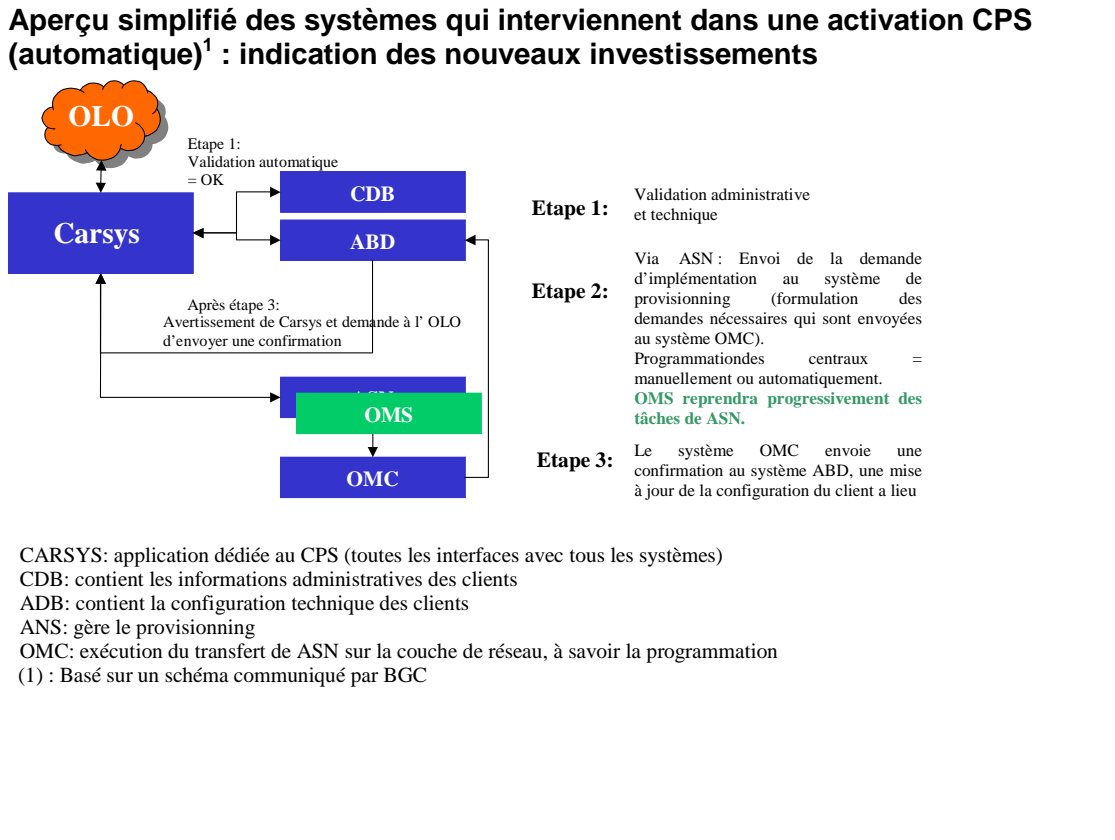 Aperçu simplifié des systèmes qui interviennent dans une activation CPS
(automatique)¹ : indication des nouveaux investissements
OLO
Etape 1:
Validation automatique
= OK
Carsys
CDB
ABD
Après étape 3:
Avertissement de Carsys et demande à l' OLO
d'envoyer une confirmation
OMS
OMC
Etape 1:
Validation administrative
et technique
Etape 2:
Via ASN : Envoi de la demande
d'implémentation au système de
provisionning (formulation des
demandes nécessaires qui sont envoyées
au système OMC).
Programmationdes centraux =
manuellement ou automatiquement.
OMS reprendra progressivement des
tâches de ASN.
Etape 3:
Le système OMC envoie une
confirmation au système ABD, une mise
à jour de la configuration du client a lieu
CARSYS: application dédiée au CPS (toutes les interfaces avec tous les systèmes)
CDB: contient les informations administratives des clients
ADB: contient la configuration technique des clients
ANS: gère le provisionning
OMC: exécution du transfert de ASN sur la couche de réseau, à savoir la programmation
(1) : Basé sur un schéma communiqué par BGC